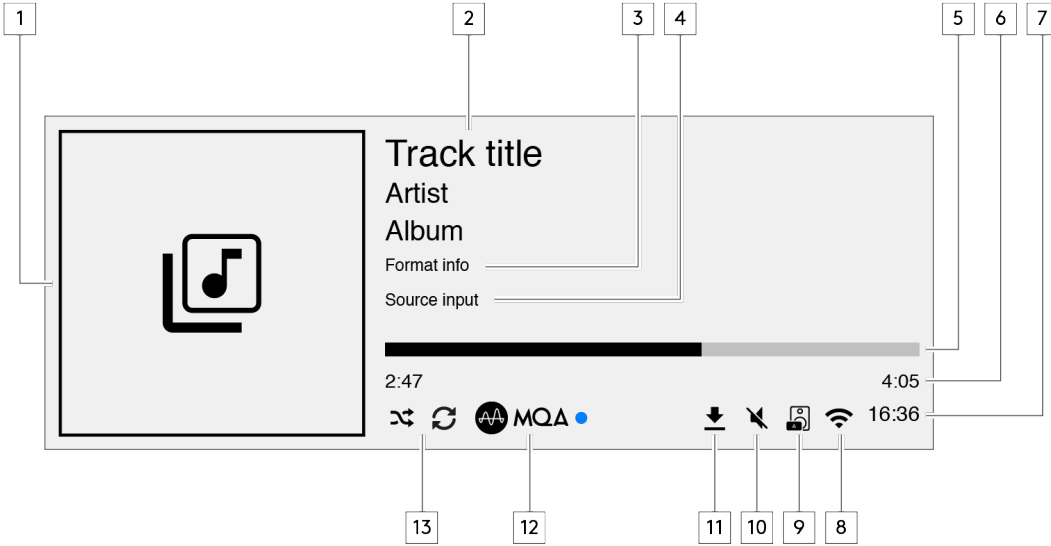 1 2 3 4 5 6 7
Track title
Artist
Album
Format info
Source input
2:47 4:05
MQA A 16:36
13 12 11 10 9 8